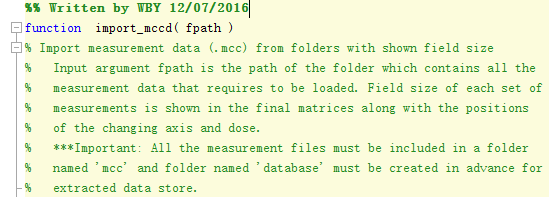 %% Written by WBY 12/07/2016
function import_mccd( fpath )
% Import measurement data (.mcc) from folders with shown field size
% Input argument fpath is the path of the folder which contains all the
% measurement data that requires to be loaded. Field size of each set of
% measurements is shown in the final matrices along with the positions
% of the changing axis and dose.
% ***Important: All the measurement files must be included in a folder
% named 'mcc' and folder named 'database' must be created in advance for
% extracted data store.